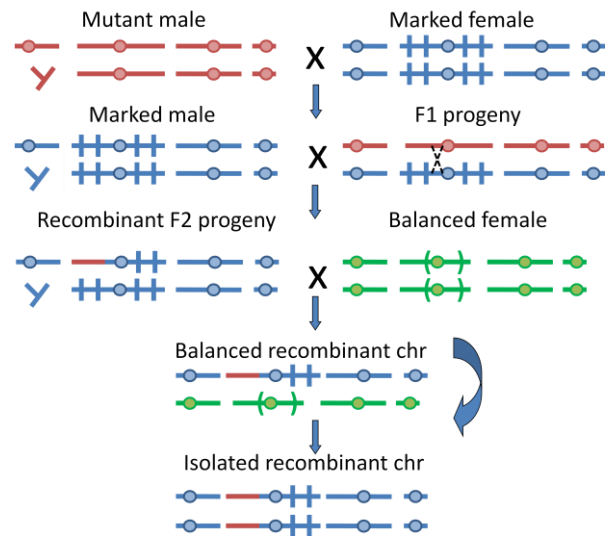 Mutant male
Marked female
X
Marked male
F1 progeny
X
Recombinant F2 progeny
Balanced female
X
Balanced recombinant chr
Isolated recombinant chr